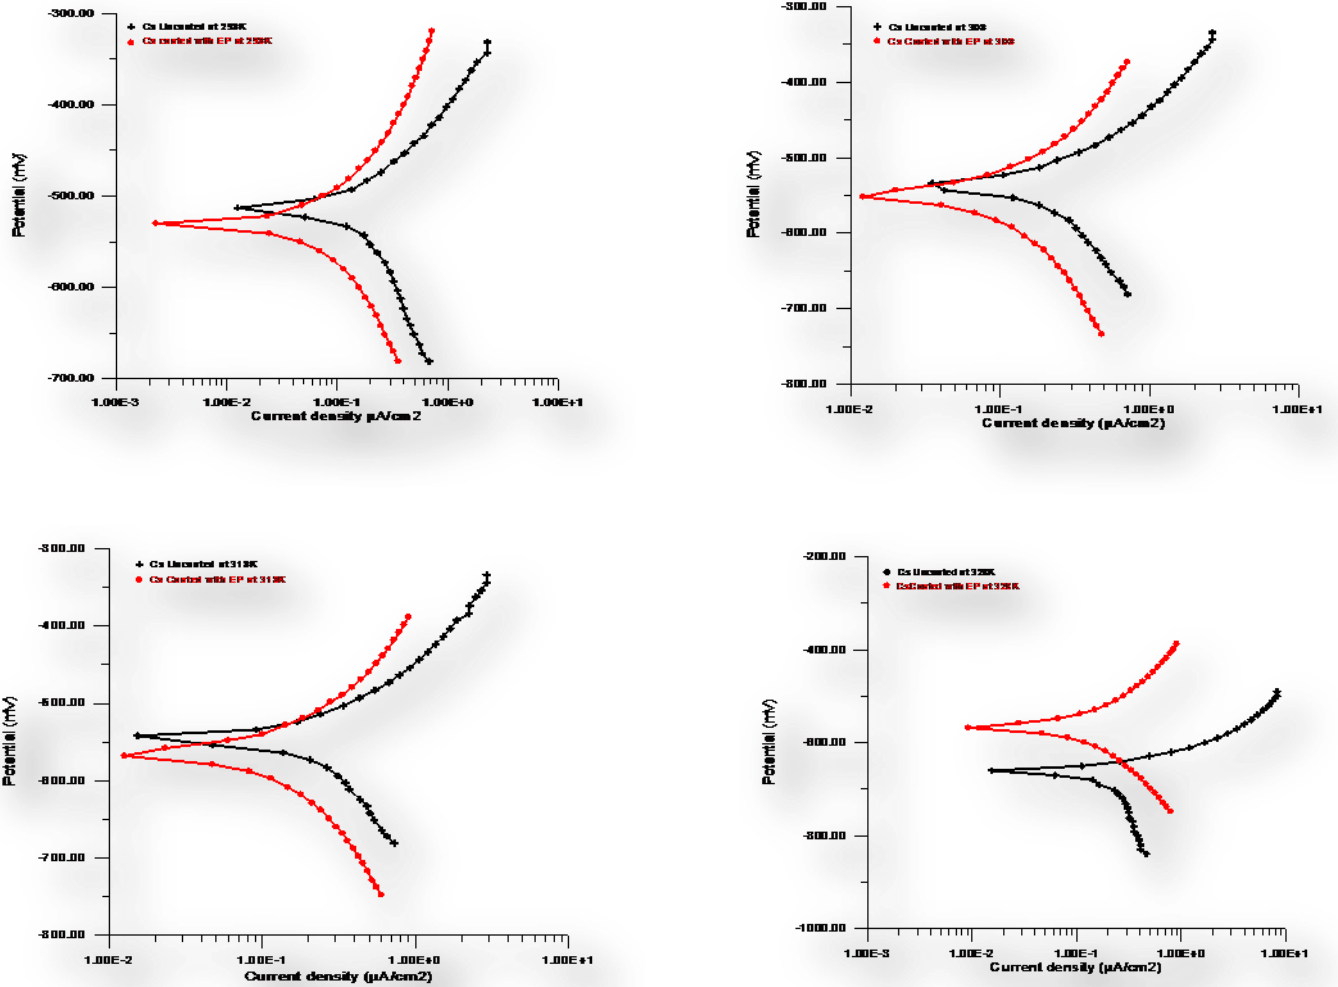 -300.00
-400.00
-500.00
-600.00
-700.00
Potential (mV)
1.00E-3
1.00E-2
1.00E-1
1.00E+0
1.00E+1
Current density µA/cm2
Cs Uncoated at 298K
Cs coated with EP at 298K
-300.00
-400.00
-500.00
-600.00
-700.00
-800.00
Potential (mV)
1.00E-2
1.00E-1
1.00E+0
1.00E+1
Current density (µA/cm2)
Cs Uncoated at 308
Cs Coated with EP at 308
-300.00
-400.00
-500.00
-600.00
-700.00
-800.00
Potential (mV)
1.00E-2
1.00E-1
1.00E+0
1.00E+1
Current density (µA/cm2)
Cs Uncoated at 318K
Cs Coated with EP at 318K
-200.00
-400.00
-600.00
-800.00
-1000.00
Potential (mV)
1.00E-3
1.00E-2
1.00E-1
1.00E+0
1.00E+1
Current density (µA/cm2)
Cs Uncoated at 328K
CsCoated with EP at 328K